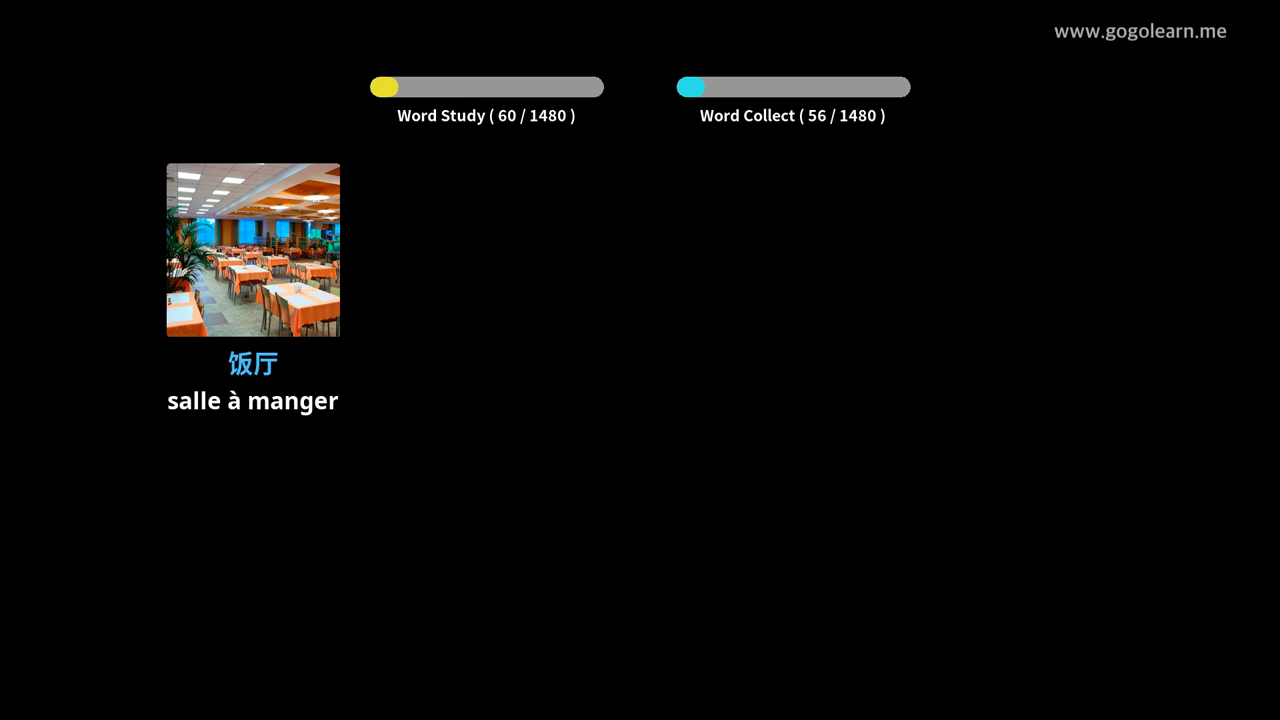 www.gogolearn.me
Word Study ( 60 / 1480 )
Word Collect ( 56 / 1480 )
饭厅
salle à manger